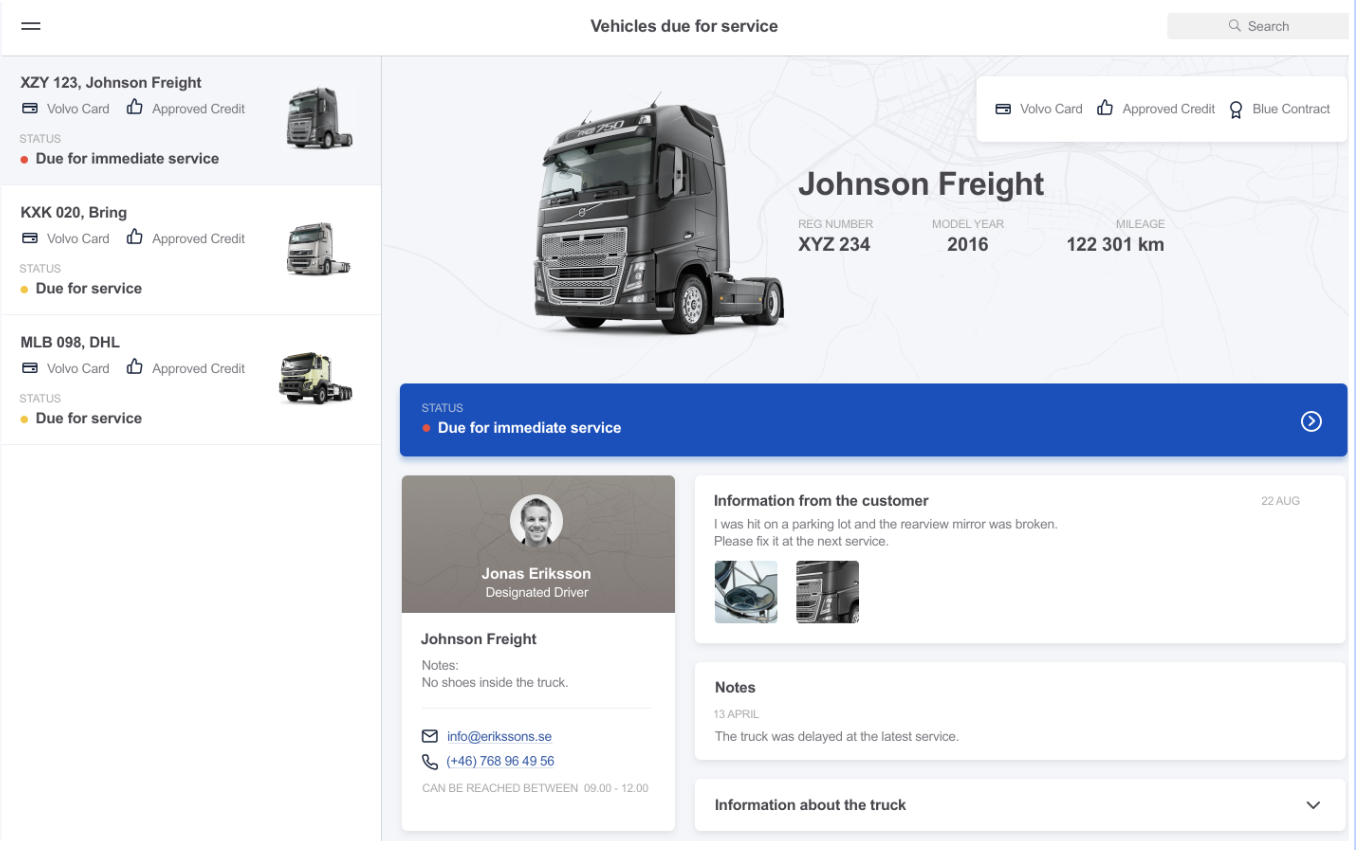 Vehicles due for service
Search
XZY 123, Johnson Freight
Volvo Card Approved Credit
STATUS
Due for immediate service
KXK 020, Bring
Volvo Card Approved Credit
STATUS
Due for service
MLB 098, DHL
Volvo Card Approved Credit
STATUS
Due for service
Volvo Card Approved Credit Blue Contract
750
Johnson Freight
REG NUMBER MODEL YEAR MILEAGE
XYZ 234 2016 122 301 km
STATUS
Due for immediate service
Jonas Eriksson
Designated Driver
Johnson Freight
Notes:
No shoes inside the truck.
info@erikssons.se
(+46) 768 96 49 56
CAN BE REACHED BETWEEN 09.00 - 12.00
Information from the customer 22 AUG
I was hit on a parking lot and the rearview mirror was broken.
Please fix it at the next service.
Notes
13 APRIL
The truck was delayed at the latest service.
Information about the truck